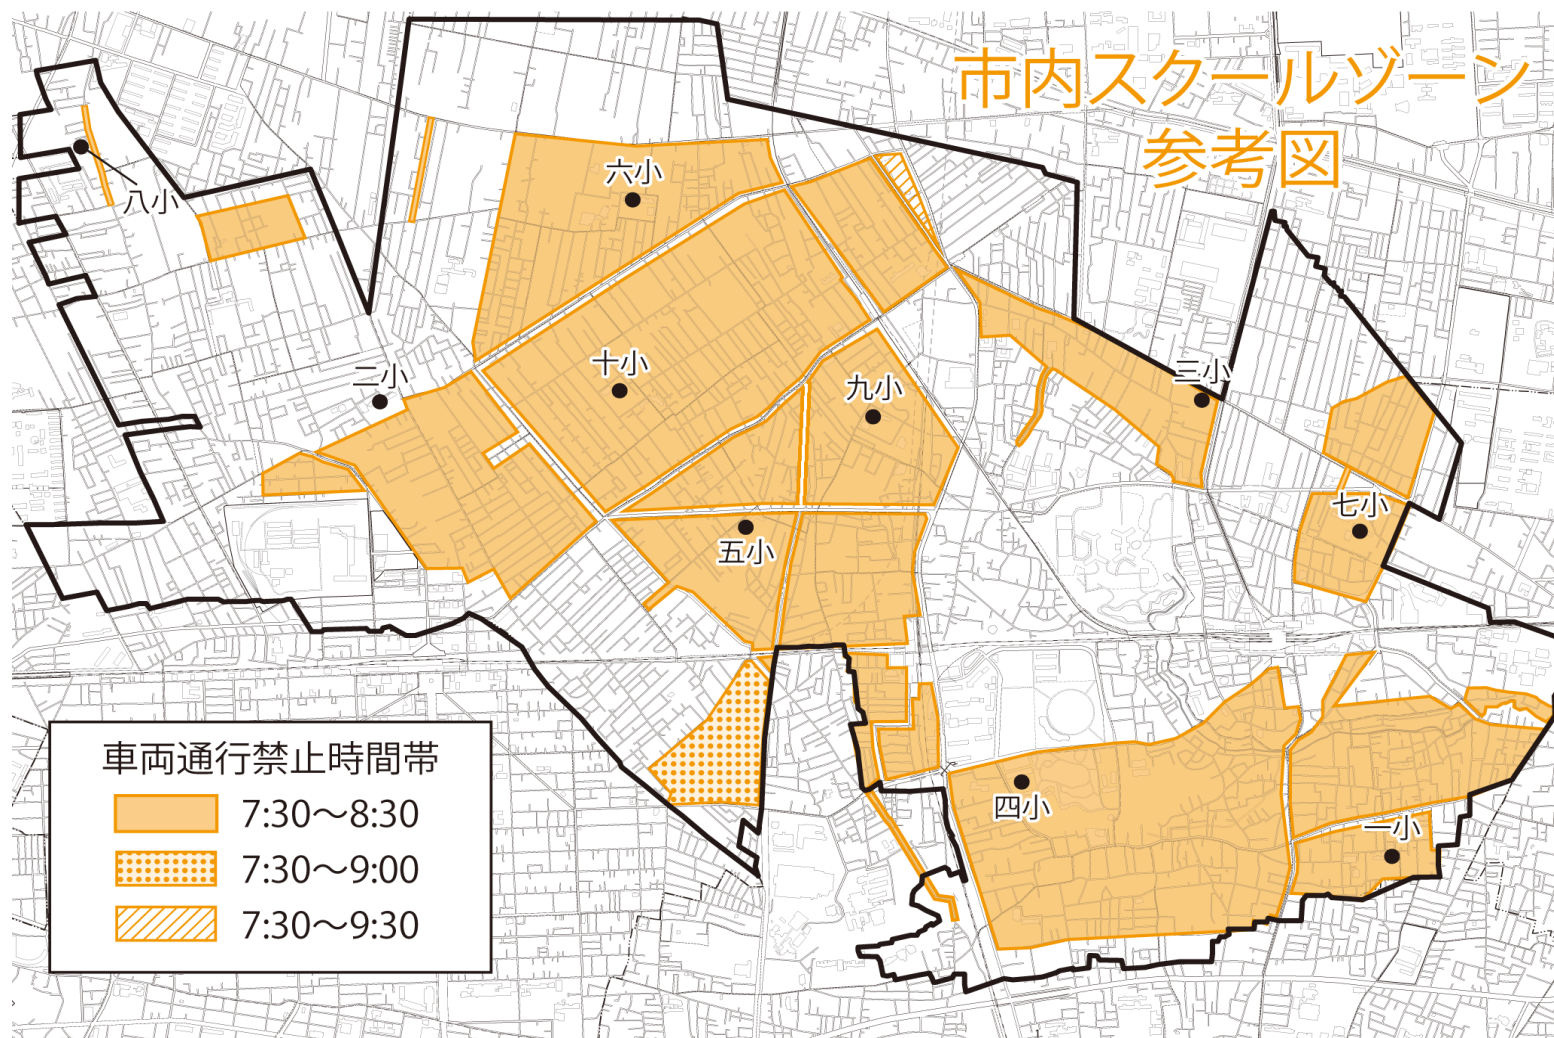 市内スクールゾーン
参考図
八小
六小
二小
十小
九小
三小
七小
五小
四小
一小
車両通行禁止時間帯
7:30～8:30
7:30～9:00
7:30～9:30